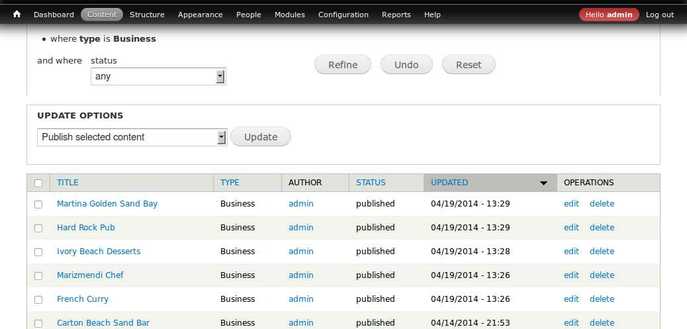 Dashboard Content Structure Appearance People Modules Configuration Reports Help Hello admin Log out
• where type is Business
and where status
any
Refine Undo Reset
UPDATE OPTIONS
Publish selected content Update
TITLE TYPE AUTHOR STATUS UPDATED OPERATIONS
Martina Golden Sand Bay Business admin published 04/19/2014 - 13:29 edit delete
Hard Rock Pub Business admin published 04/19/2014 - 13:29 edit delete
Ivory Beach Desserts Business admin published 04/19/2014 - 13:28 edit delete
Marizmendi Chef Business admin published 04/19/2014 - 13:26 edit delete
French Curry Business admin published 04/19/2014 - 13:26 edit delete
Carton Beach Sand Bar Business admin published 04/14/2014 - 21:53 edit delete